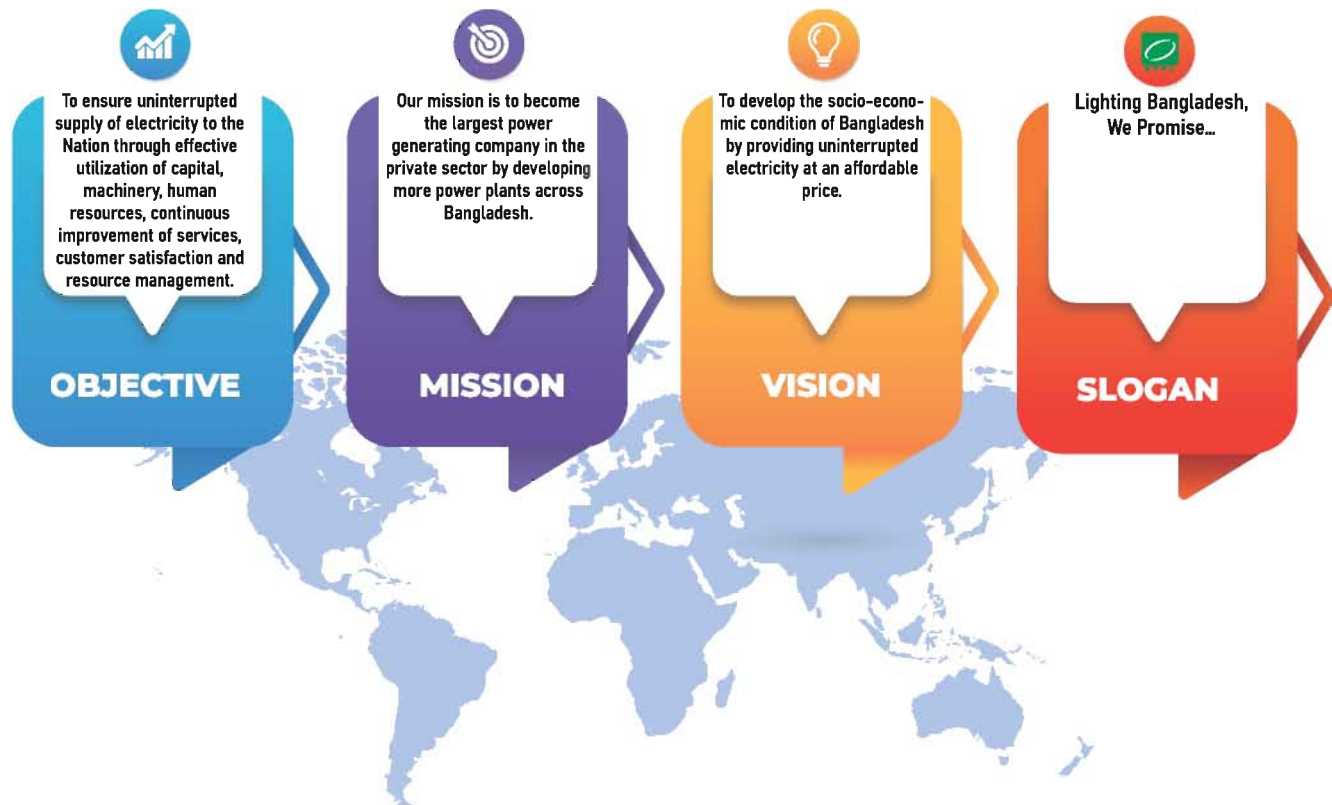 To ensure uninterrupted
supply of electricity to the
Nation through effective
utilization of capital,
machinery, human
resources, continuous
improvement of services,
customer satisfaction and
resource management.
OBJECTIVE
Our mission is to become
the largest power
generating company in the
private sector by developing
more power plants across
Bangladesh.
MISSION
To develop the socio-econo-
mic condition of Bangladesh
by providing uninterrupted
electricity at an affordable
price.
VISION
Lighting Bangladesh,
We Promise...
SLOGAN